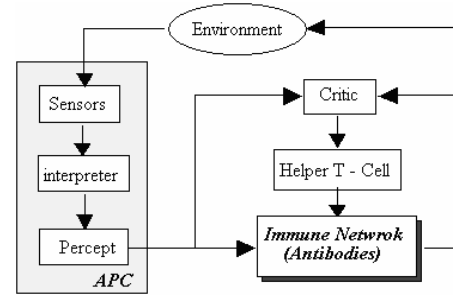 Environment
Sensors
Critic
interpreter
Helper T - Cell
Percept
Immune Netwrok
(Antibodies)
APC